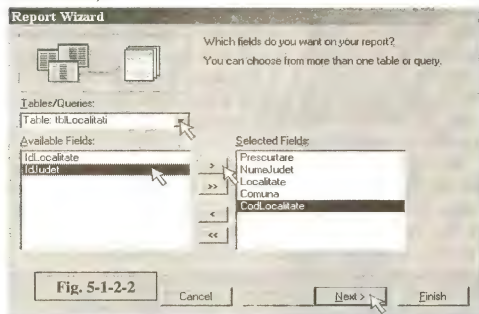 Report Wizard
Which fields do you want on your report?
You can choose from more than one table or query.
Tables/Queries:
Table: tblLocalitati
Available Fields:
Selected Fields:
IdLocalitate
IdJudet
>
>>
<
<<
Prescurtare
NumeJudet
Localitate
Comuna
CodLocalitate
Fig. 5-1-2-2
Cancel
Next >
Finish